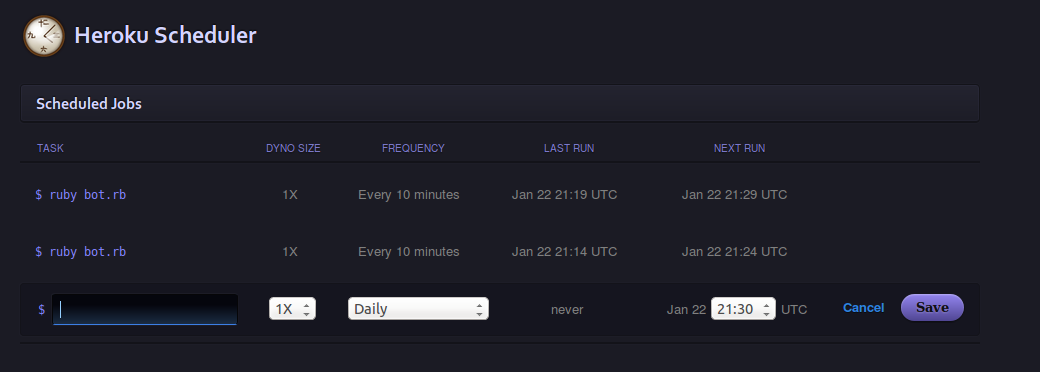 Heroku Scheduler
Scheduled Jobs
TASK DYNO SIZE FREQUENCY LAST RUN NEXT RUN
$ ruby bot.rb 1X Every 10 minutes Jan 22 21:19 UTC Jan 22 21:29 UTC
$ ruby bot.rb 1X Every 10 minutes Jan 22 21:14 UTC Jan 22 21:24 UTC
$ 1X Daily never Jan 22 21:30 UTC Cancel Save